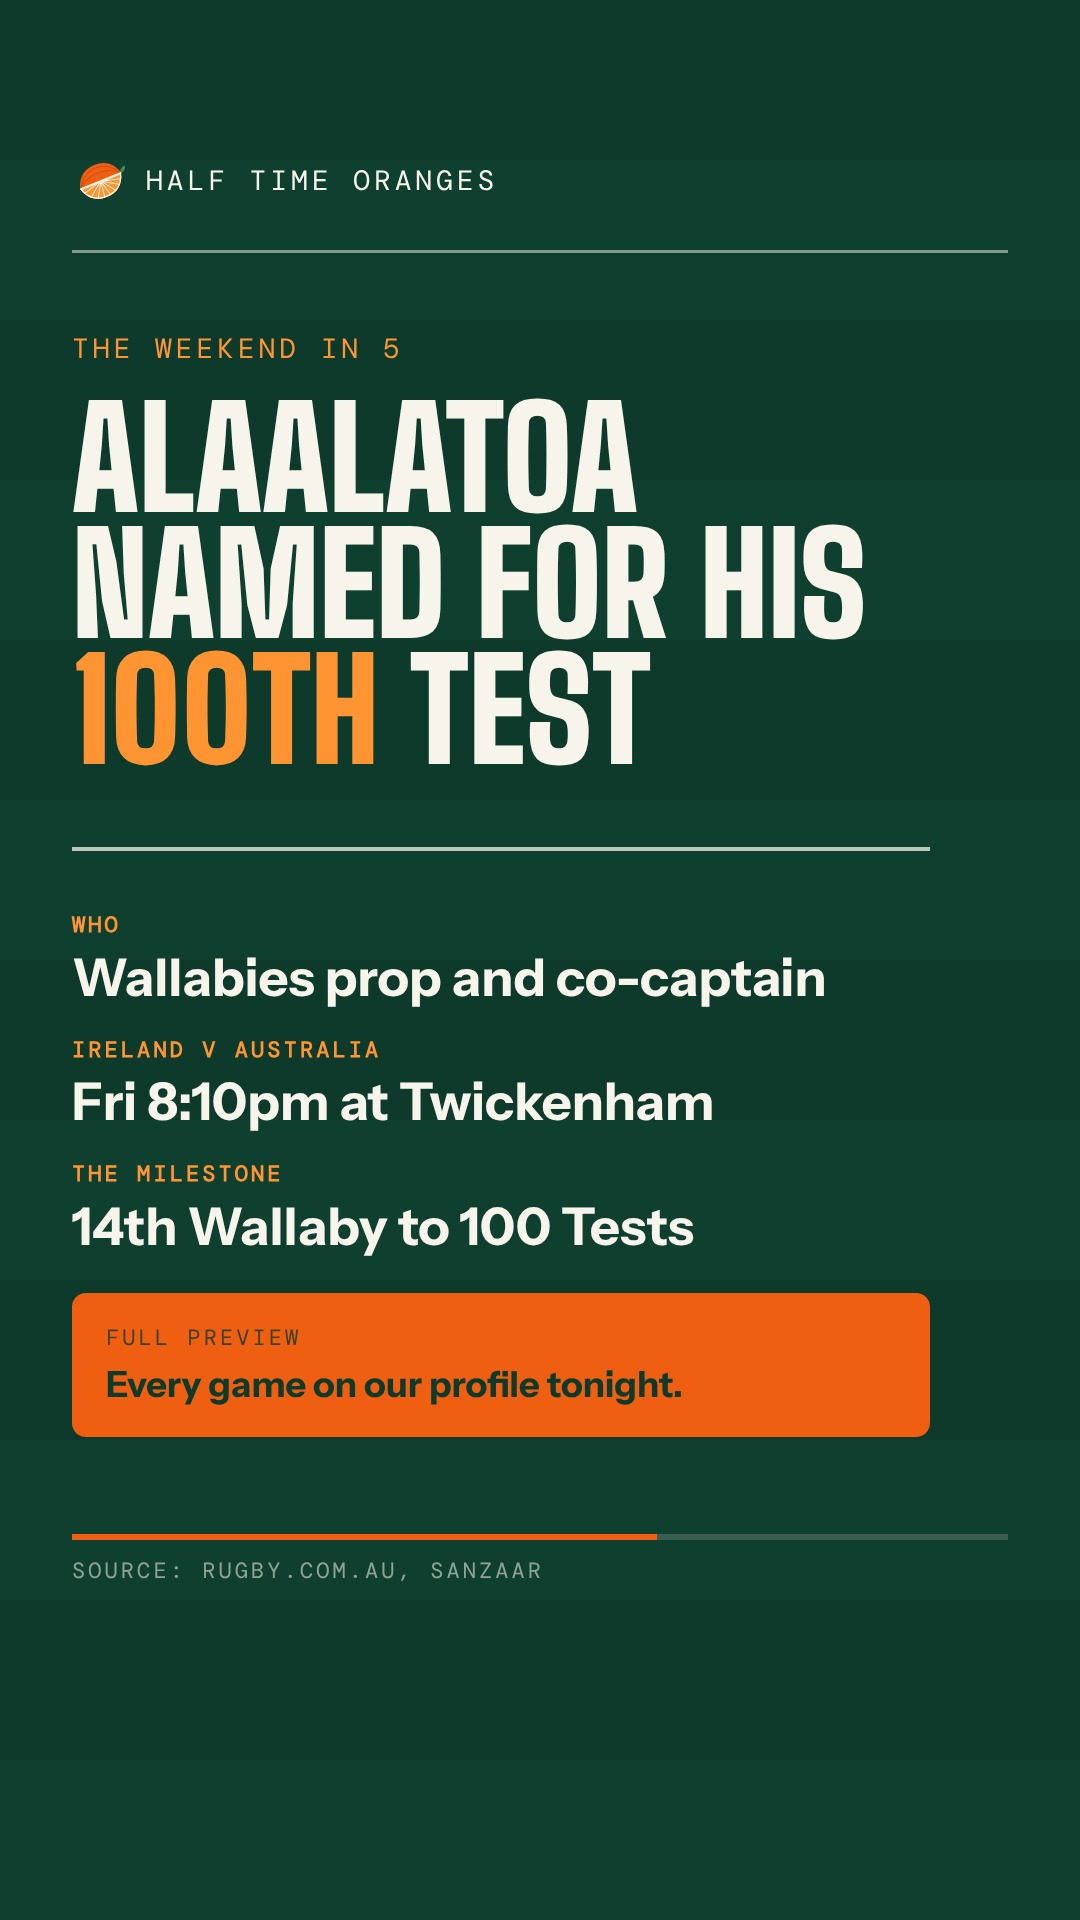 HALF TIME ORANGES
THE WEEKEND IN 5
ALAALATOA
NAMED FOR HIS
100TH TEST
WHO
Wallabies prop and co-captain
IRELAND V AUSTRALIA
Fri 8:10pm at Twickenham
THE MILESTONE
14th Wallaby to 100 Tests
FULL PREVIEW
Every game on our profile tonight.
SOURCE: RUGBY.COM.AU, SANZAAR